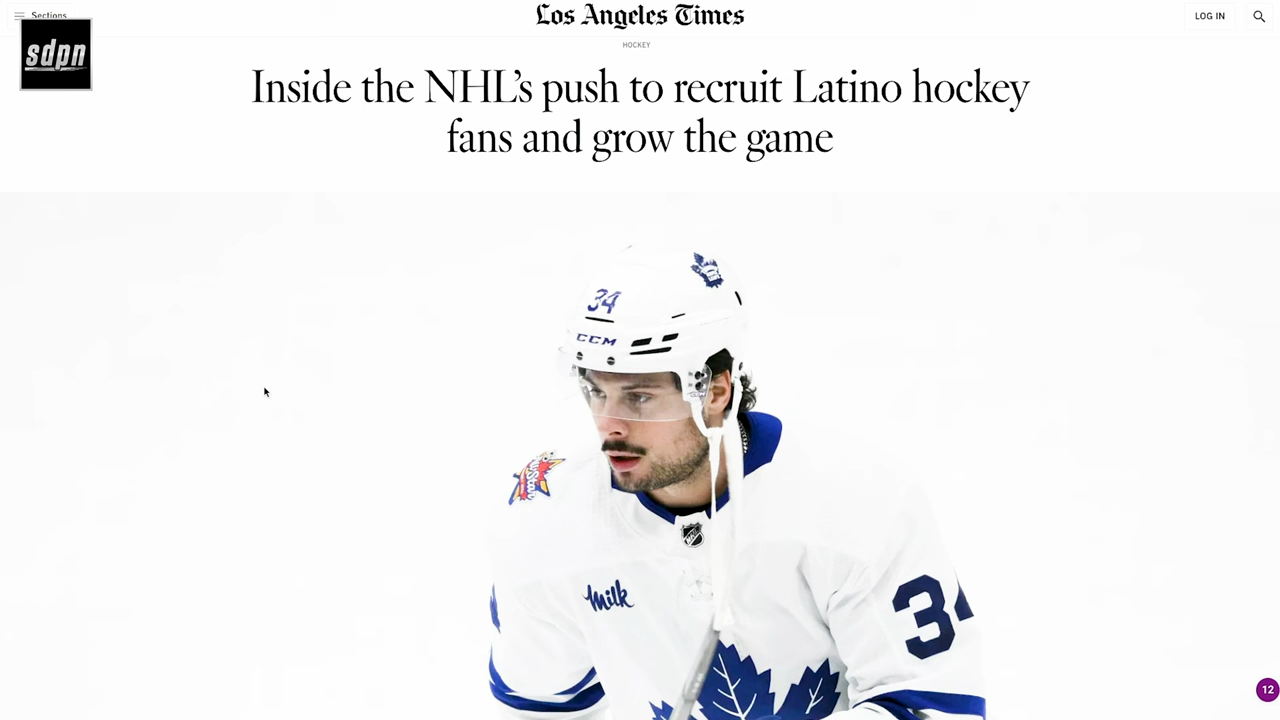 Sections
Los Angeles Times
LOG IN
sdpn
HOCKEY
Inside the NHL’s push to recruit Latino hockey
fans and grow the game
34
CCM
NHL
Milk
34
12